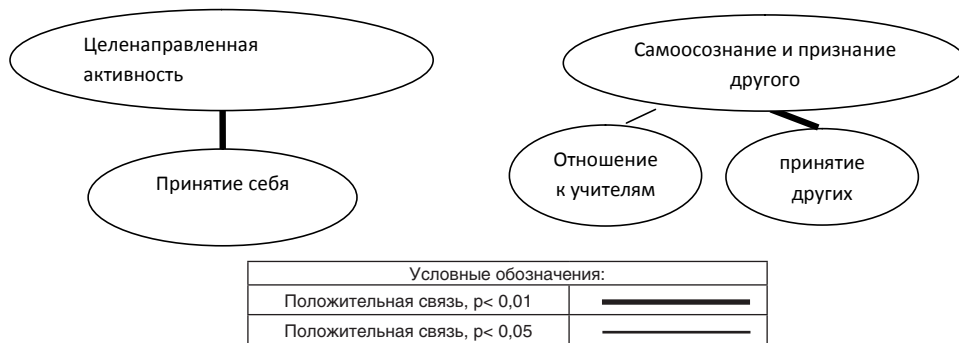 Целенаправленная
активность
Самоосознание и признание
другого
Принятие себя
Отношение
к учителям
принятие
других
Условные обозначения:
Положительная связь, p< 0,01
Положительная связь, p< 0,05